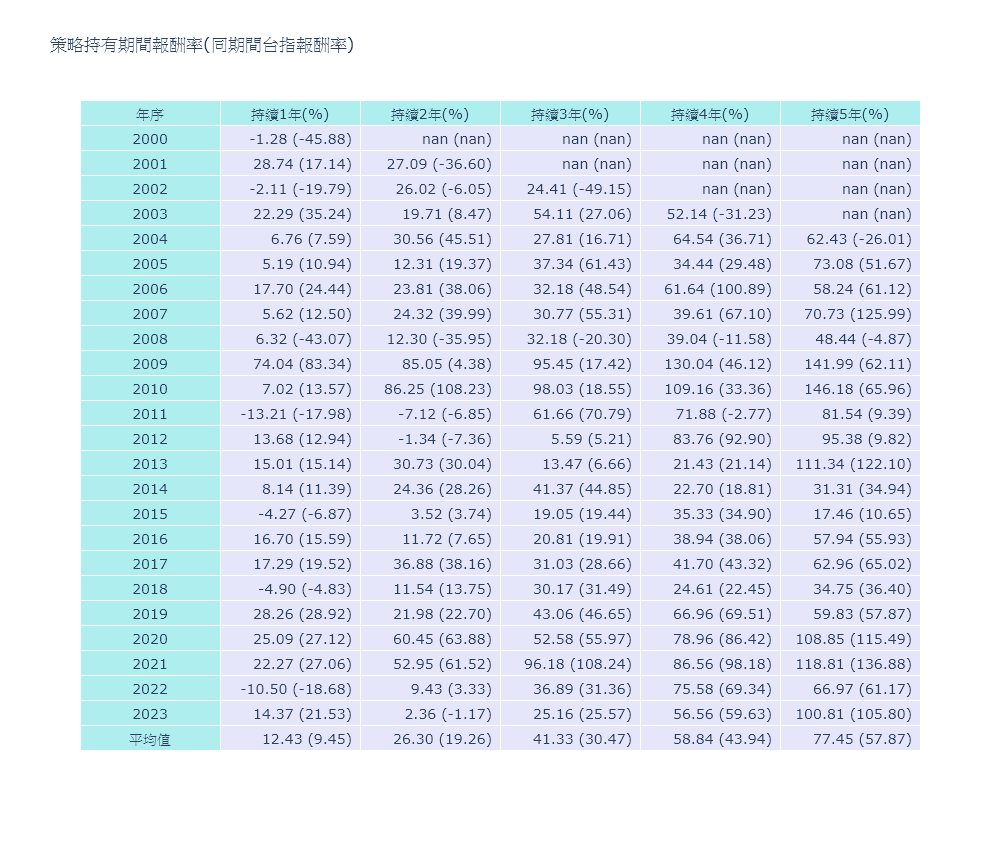 策略持有期間報酬率(同期間台指報酬率)
年序 持續1年(%) 持續2年(%) 持續3年(%) 持續4年(%) 持續5年(%)
2000 -1.28 (-45.88) nan (nan) nan (nan) nan (nan) nan (nan)
2001 28.74 (17.14) 27.09 (-36.60) nan (nan) nan (nan) nan (nan)
2002 -2.11 (-19.79) 26.02 (-6.05) 24.41 (-49.15) nan (nan) nan (nan)
2003 22.29 (35.24) 19.71 (8.47) 54.11 (27.06) 52.14 (-31.23) nan (nan)
2004 6.76 (7.59) 30.56 (45.51) 27.81 (16.71) 64.54 (36.71) 62.43 (-26.01)
2005 5.19 (10.94) 12.31 (19.37) 37.34 (61.43) 34.44 (29.48) 73.08 (51.67)
2006 17.70 (24.44) 23.81 (38.06) 32.18 (48.54) 61.64 (100.89) 58.24 (61.12)
2007 5.62 (12.50) 24.32 (39.99) 30.77 (55.31) 39.61 (67.10) 70.73 (125.99)
2008 6.32 (-43.07) 12.30 (-35.95) 32.18 (-20.30) 39.04 (-11.58) 48.44 (-4.87)
2009 74.04 (83.34) 85.05 (4.38) 95.45 (17.42) 130.04 (46.12) 141.99 (62.11)
2010 7.02 (13.57) 86.25 (108.23) 98.03 (18.55) 109.16 (33.36) 146.18 (65.96)
2011 -13.21 (-17.98) -7.12 (-6.85) 61.66 (70.79) 71.88 (-2.77) 81.54 (9.39)
2012 13.68 (12.94) -1.34 (-7.36) 5.59 (5.21) 83.76 (92.90) 95.38 (9.82)
2013 15.01 (15.14) 30.73 (30.04) 13.47 (6.66) 21.43 (21.14) 111.34 (122.10)
2014 8.14 (11.39) 24.36 (28.26) 41.37 (44.85) 22.70 (18.81) 31.31 (34.94)
2015 -4.27 (-6.87) 3.52 (3.74) 19.05 (19.44) 35.33 (34.90) 17.46 (10.65)
2016 16.70 (15.59) 11.72 (7.65) 20.81 (19.91) 38.94 (38.06) 57.94 (55.93)
2017 17.29 (19.52) 36.88 (38.16) 31.03 (28.66) 41.70 (43.32) 62.96 (65.02)
2018 -4.90 (-4.83) 11.54 (13.75) 30.17 (31.49) 24.61 (22.45) 34.75 (36.40)
2019 28.26 (28.92) 21.98 (22.70) 43.06 (46.65) 66.96 (69.51) 59.83 (57.87)
2020 25.09 (27.12) 60.45 (63.88) 52.58 (55.97) 78.96 (86.42) 108.85 (115.49)
2021 22.27 (27.06) 52.95 (61.52) 96.18 (108.24) 86.56 (98.18) 118.81 (136.88)
2022 -10.50 (-18.68) 9.43 (3.33) 36.89 (31.36) 75.58 (69.34) 66.97 (61.17)
2023 14.37 (21.53) 2.36 (-1.17) 25.16 (25.57) 56.56 (59.63) 100.81 (105.80)
平均值 12.43 (9.45) 26.30 (19.26) 41.33 (30.47) 58.84 (43.94) 77.45 (57.87)